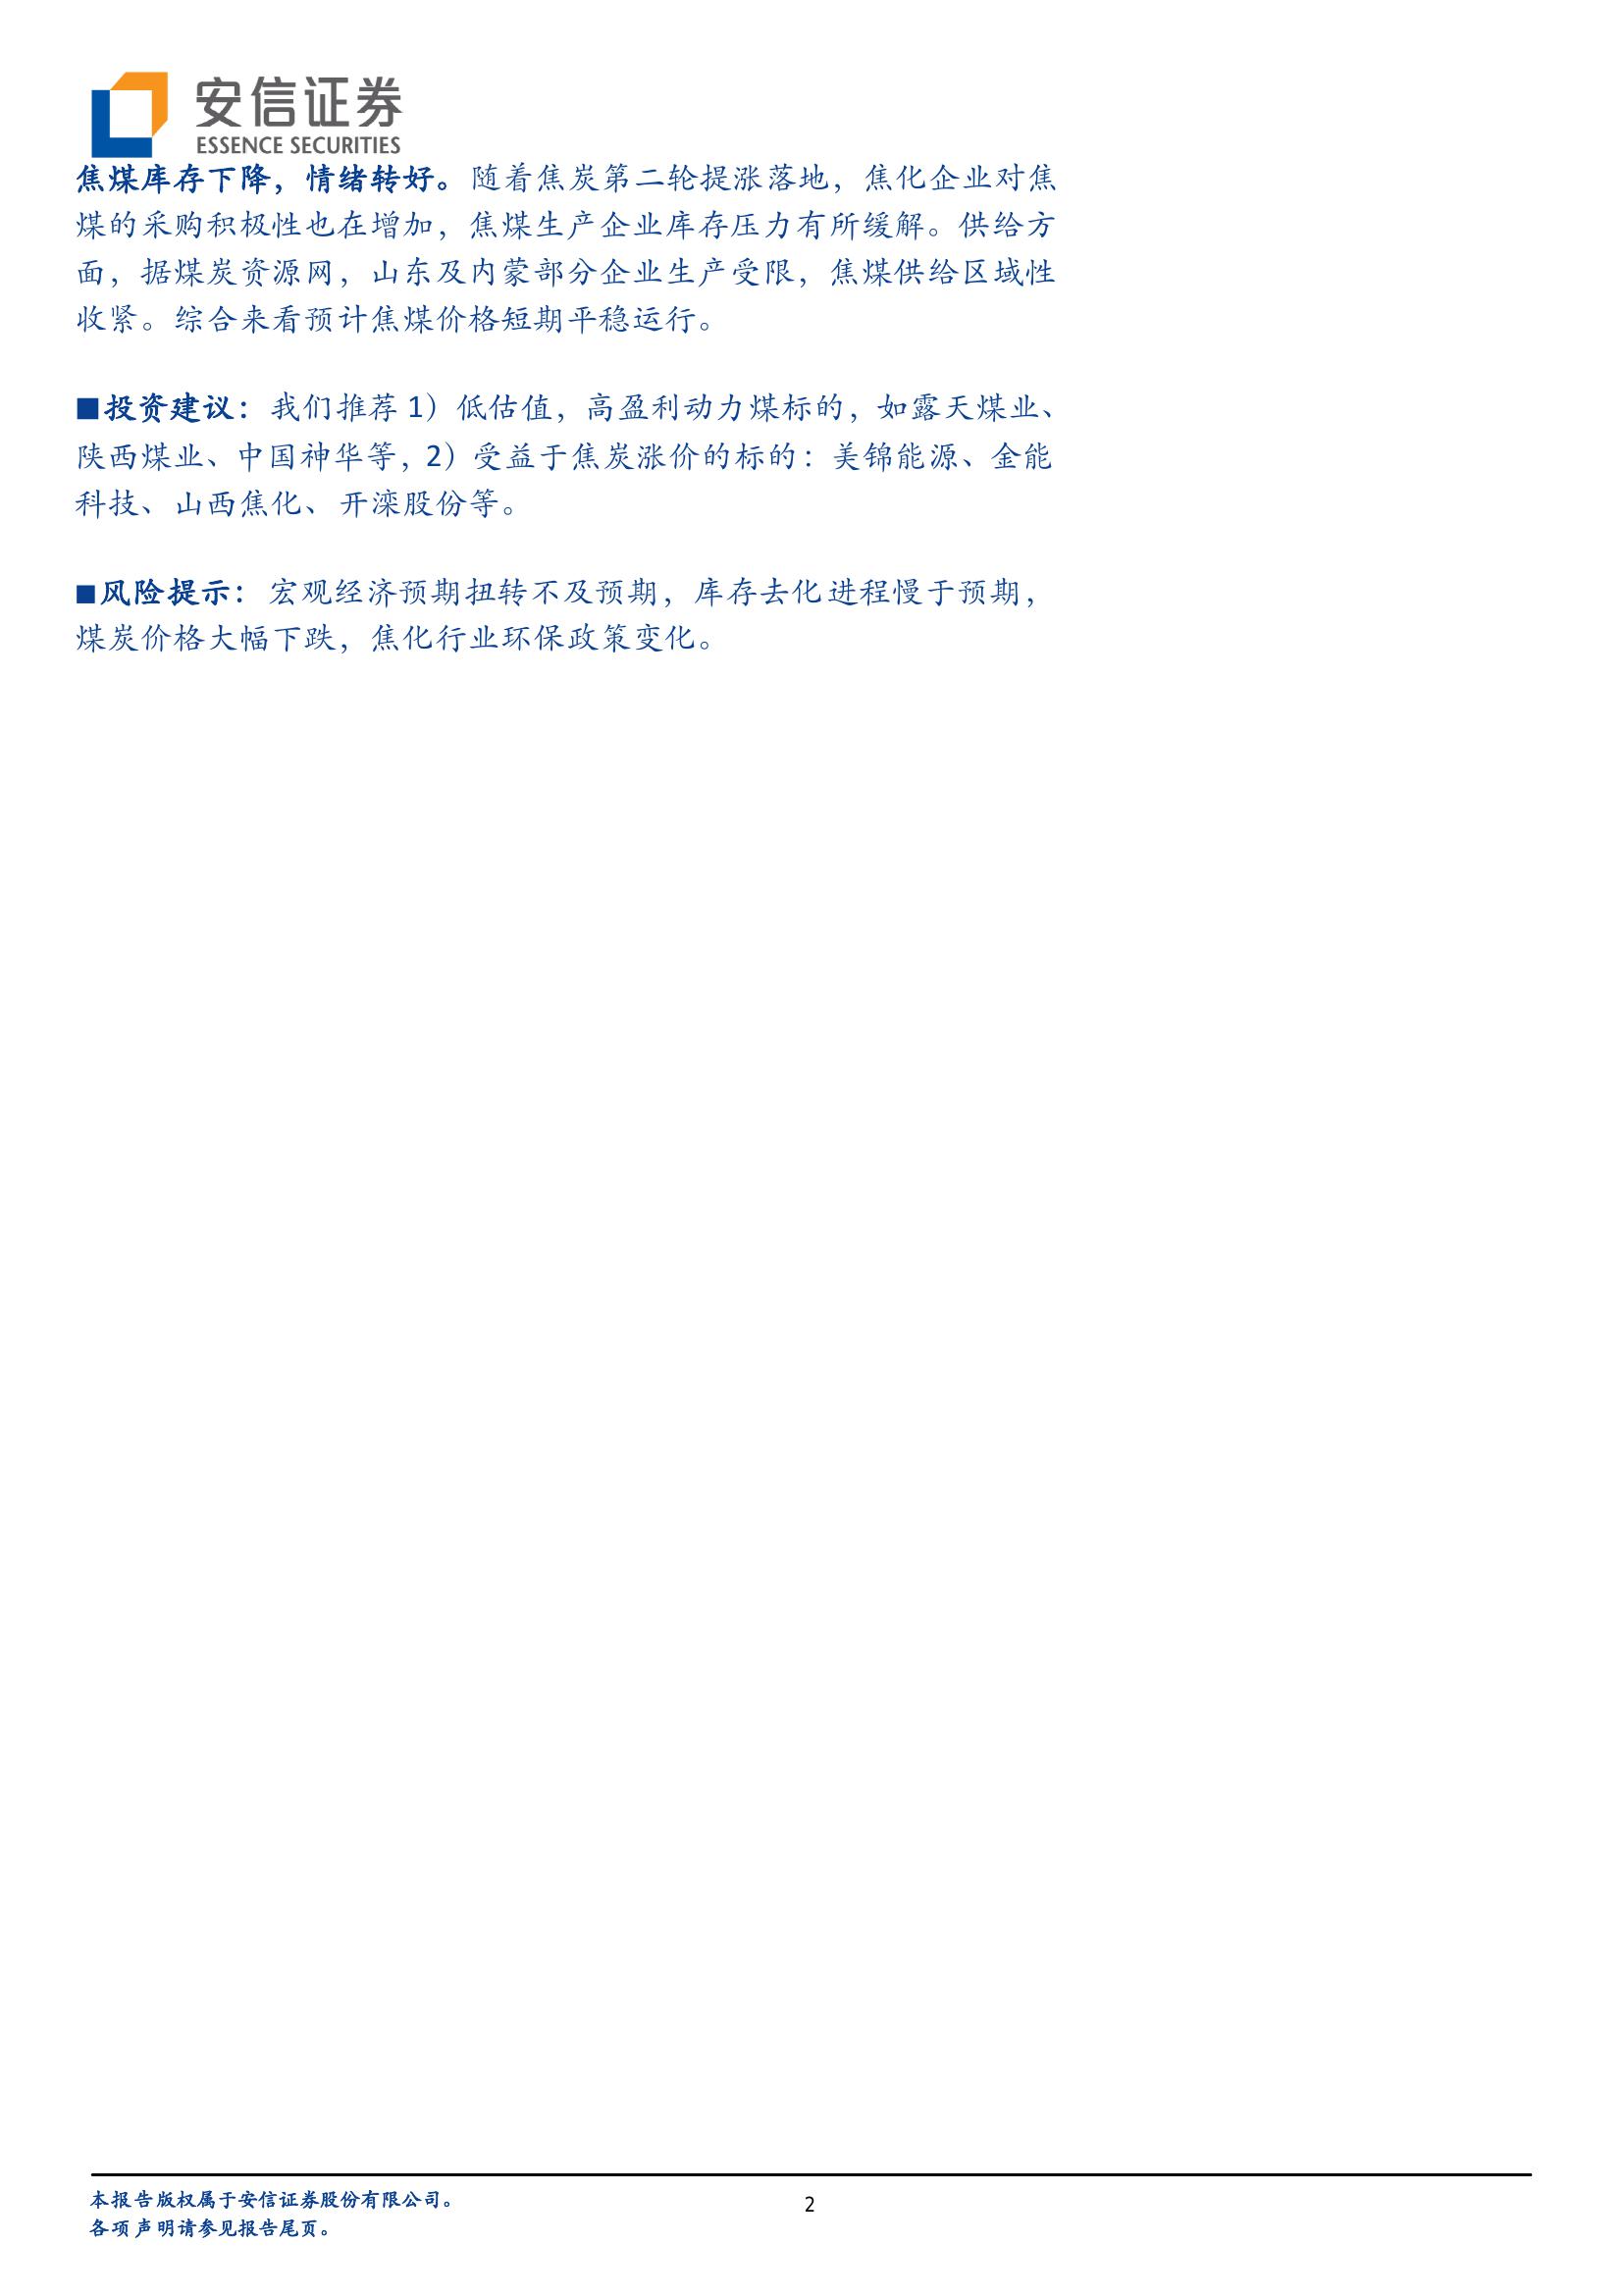 安信证券
ESSENCE SECURITIES
焦煤库存下降，情绪转好。随着焦炭第二轮提涨落地，焦化企业对焦
煤的采购积极性也在增加，焦煤生产企业库存压力有所缓解。供给方
面，据煤炭资源网，山东及内蒙部分企业生产受限，焦煤供给区域性
收紧。综合来看预计焦煤价格短期平稳运行。
■投资建议：我们推荐 1）低估值，高盈利动力煤标的，如露天煤业、
陕西煤业、中国神华等，2）受益于焦炭涨价的标的：美锦能源、金能
科技、山西焦化、开滦股份等。
■风险提示：宏观经济预期扭转不及预期，库存去化进程慢于预期，
煤炭价格大幅下跌，焦化行业环保政策变化。
本报告版权属于安信证券股份有限公司。
2
各项声明请参见报告尾页。